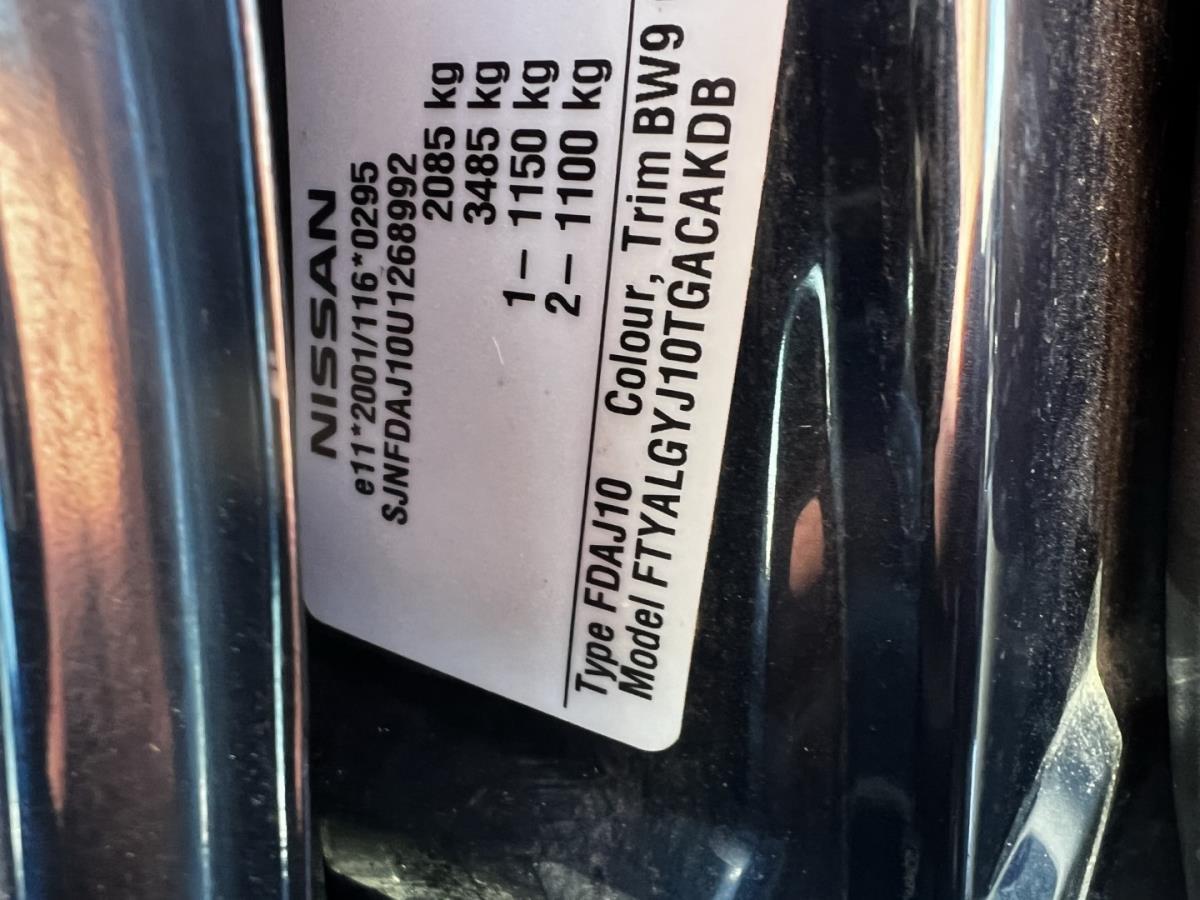 NISSAN
e11*2001/116*0295
SJNFDAJ10U1268992
2085 kg
3485 kg
1– 1150 kg
2– 1100 kg
Type FDAJ10 Colour, Trim BW9
Model FTYALGYJ10TGACAKDB